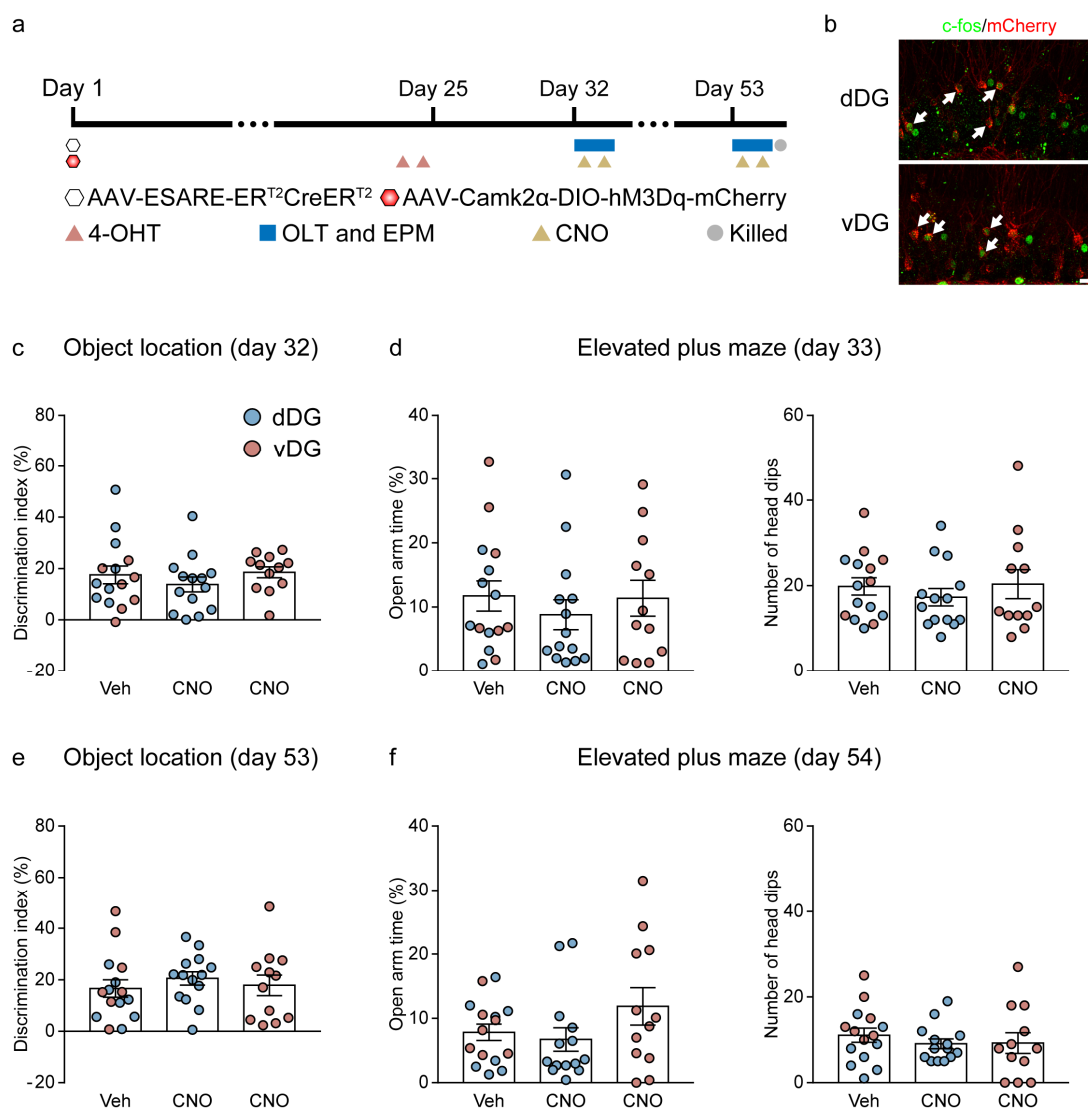 a
Day 1
Day 25
Day 32
Day 53
AAV-ESARE-ERT2CreERT2
AAV-Camk2α-DIO-hM3Dq-mCherry
4-OHT
OLT and EPM
CNO
Killed
b
c-fos/mCherry
dDG
vDG
c Object location (day 32)
80
60
40
20
0
-20
Discrimination index (%)
dDG
vDG
Veh CNO CNO
d Elevated plus maze (day 33)
40
30
20
10
0
Open arm time (%)
Veh CNO CNO
60
40
20
0
Number of head dips
Veh CNO CNO
e Object location (day 53)
80
60
40
20
0
-20
Discrimination index (%)
Veh CNO CNO
f Elevated plus maze (day 54)
40
30
20
10
0
Open arm time (%)
Veh CNO CNO
60
40
20
0
Number of head dips
Veh CNO CNO